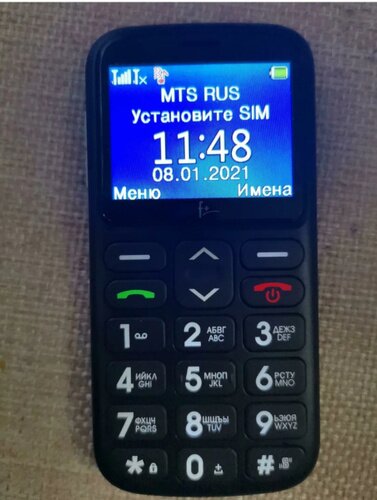 MTS RUS
Установите SIM
11:48
08.01.2021
Меню Имена
f+
1
2 АБВГ ABC
3 ДЕЖЗ DEF
4 ИЙКЛ GHI
5 МНОП JKL
6 РСТУ MNO
7 ФХЦЧ PQRS
8 ШЩЪЫ TUV
9 ЬЭЮЯ WXYZ
*
0
#